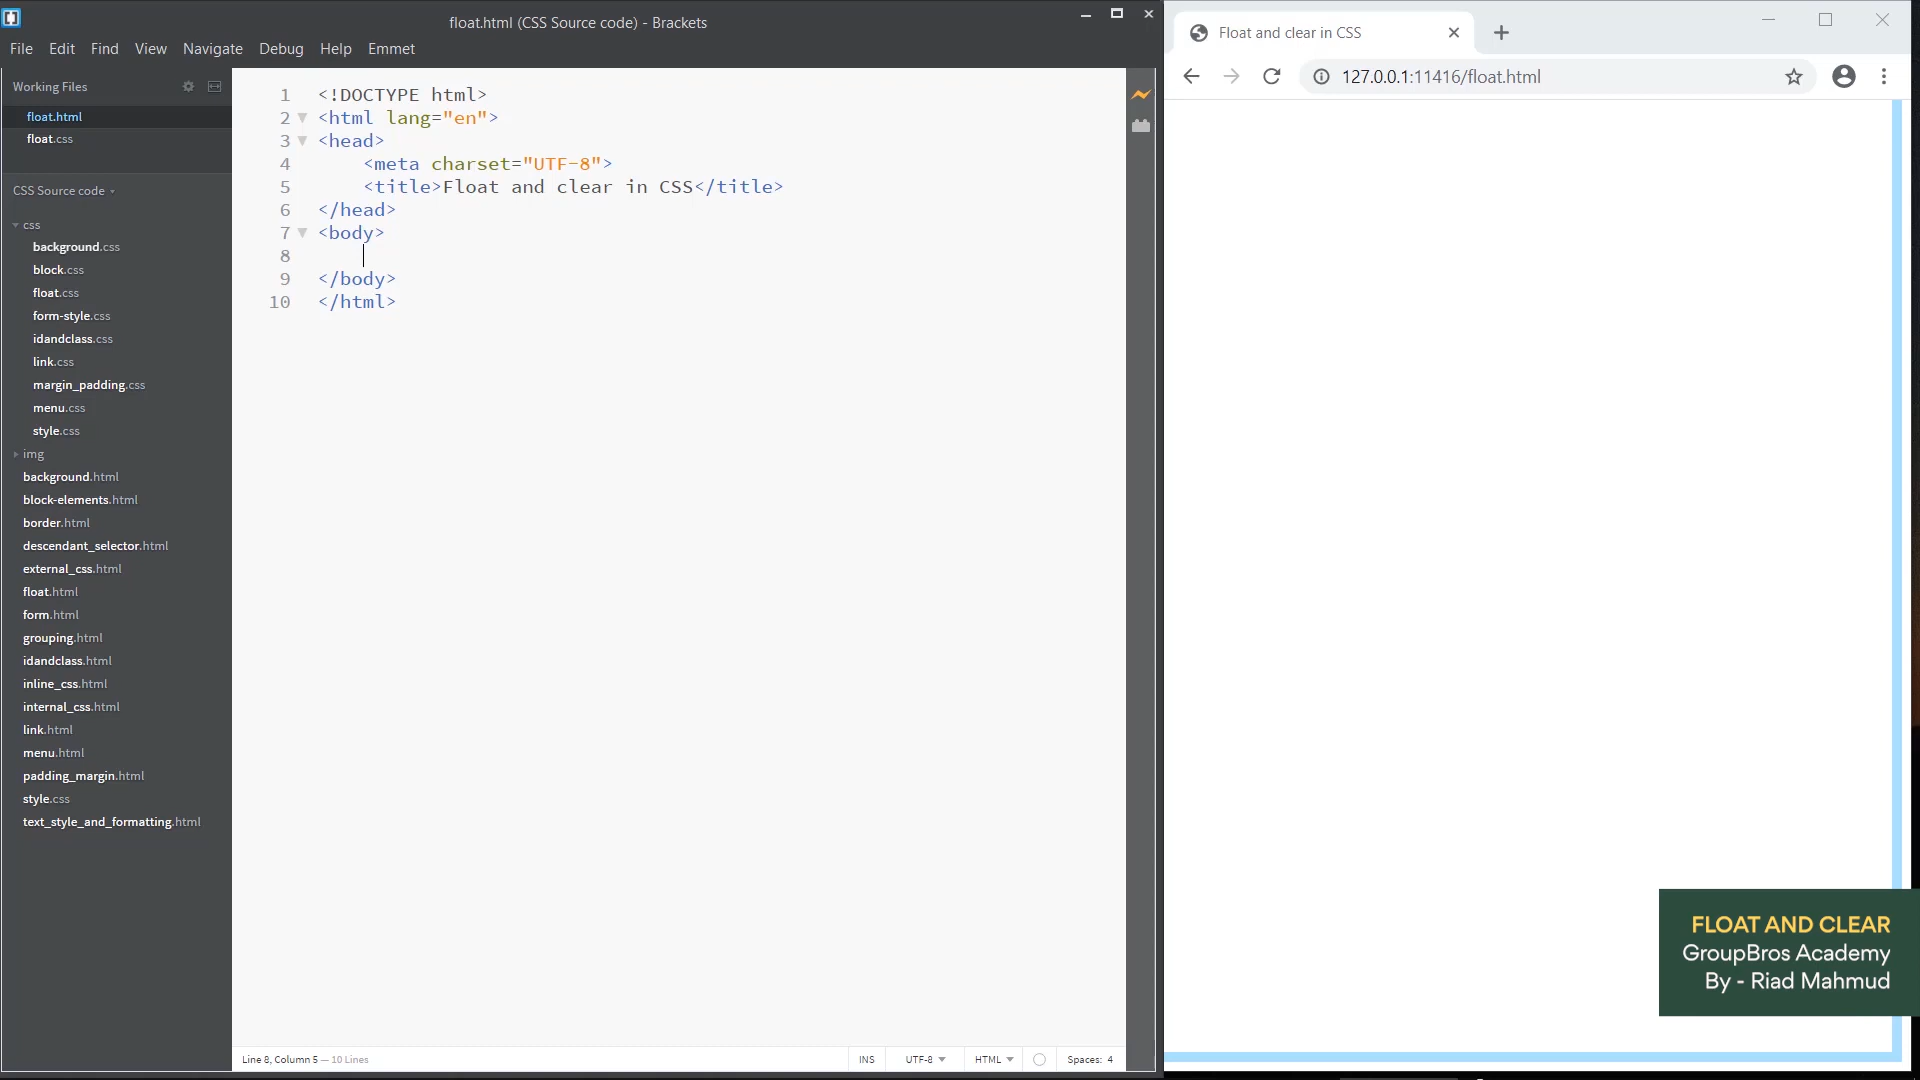 float.html (CSS Source code) - Brackets
File Edit Find View Navigate Debug Help Emmet
Working Files
float.html
float.css
CSS Source code
css
background.css
block.css
float.css
form-style.css
idandclass.css
link.css
margin_padding.css
menu.css
style.css
img
background.html
block-elements.html
border.html
descendant_selector.html
external_css.html
float.html
form.html
grouping.html
idandclass.html
inline_css.html
internal_css.html
link.html
menu.html
padding_margin.html
style.css
text_style_and_formatting.html
1 <!DOCTYPE html>
2 <html lang="en">
3 <head>
4 <meta charset="UTF-8">
5 <title>Float and clear in CSS</title>
6 </head>
7 <body>
8
9 </body>
10 </html>
Line 8, Column 5 — 10 Lines
INS UTF-8 HTML Spaces: 4
Float and clear in CSS
127.0.0.1:11416/float.html
FLOAT AND CLEAR
GroupBros Academy
By - Riad Mahmud